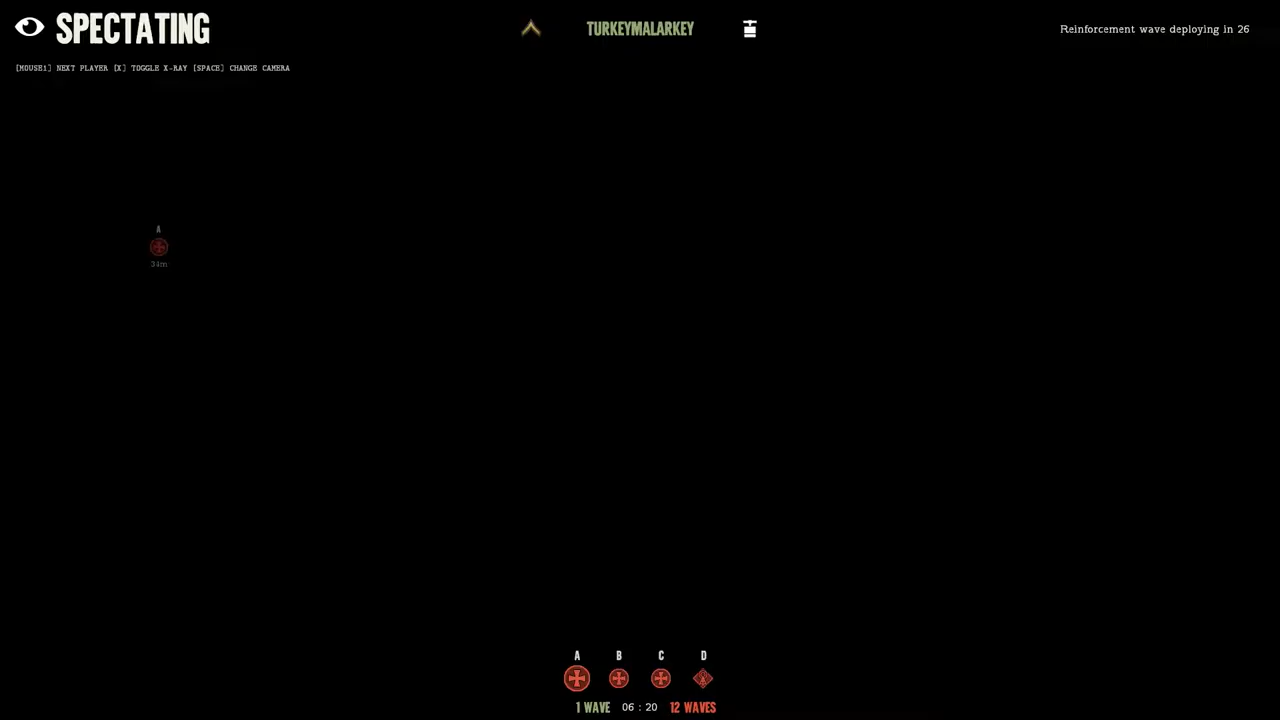 SPECTATING
TURKEYMALARKEY
Reinforcement wave deploying in 26
[MOUSE1] NEXT PLAYER [X] TOGGLE X-RAY [SPACE] CHANGE CAMERA
A
34m
A B C D
1 WAVE 06 : 20 12 WAVES